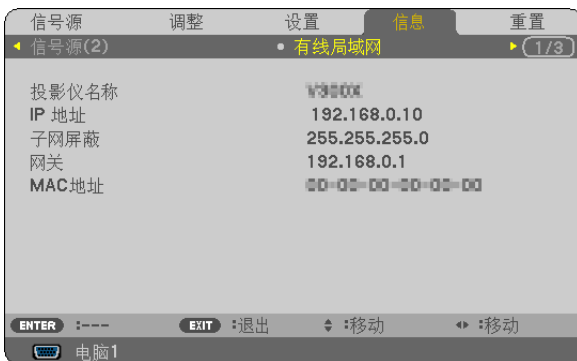 信号源 调整 设置 信息 重置
信号源(2) 有线局域网 1/3
投影仪名称
IP 地址 192.168.0.10
子网屏蔽 255.255.255.0
网关 192.168.0.1
MAC地址
ENTER :--- EXIT :退出 :移动 :移动
电脑1